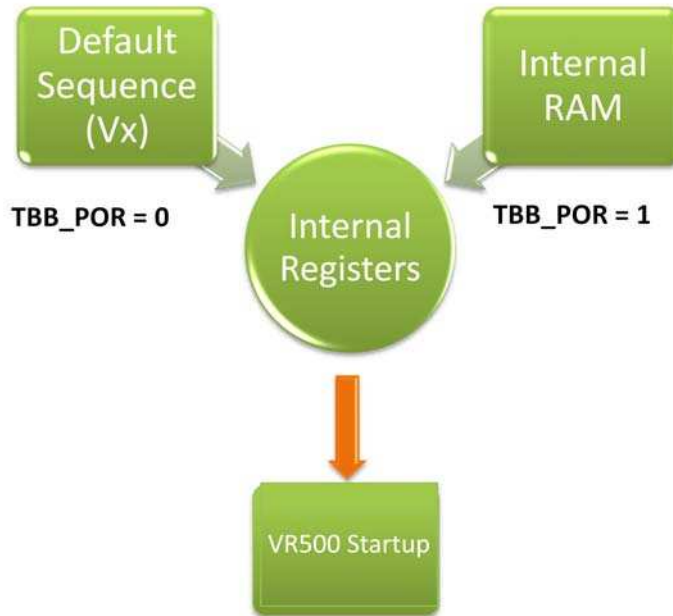 Default
Sequence
(Vx)
Internal
RAM
TBB_POR = 0
TBB_POR = 1
Internal
Registers
VR500 Startup